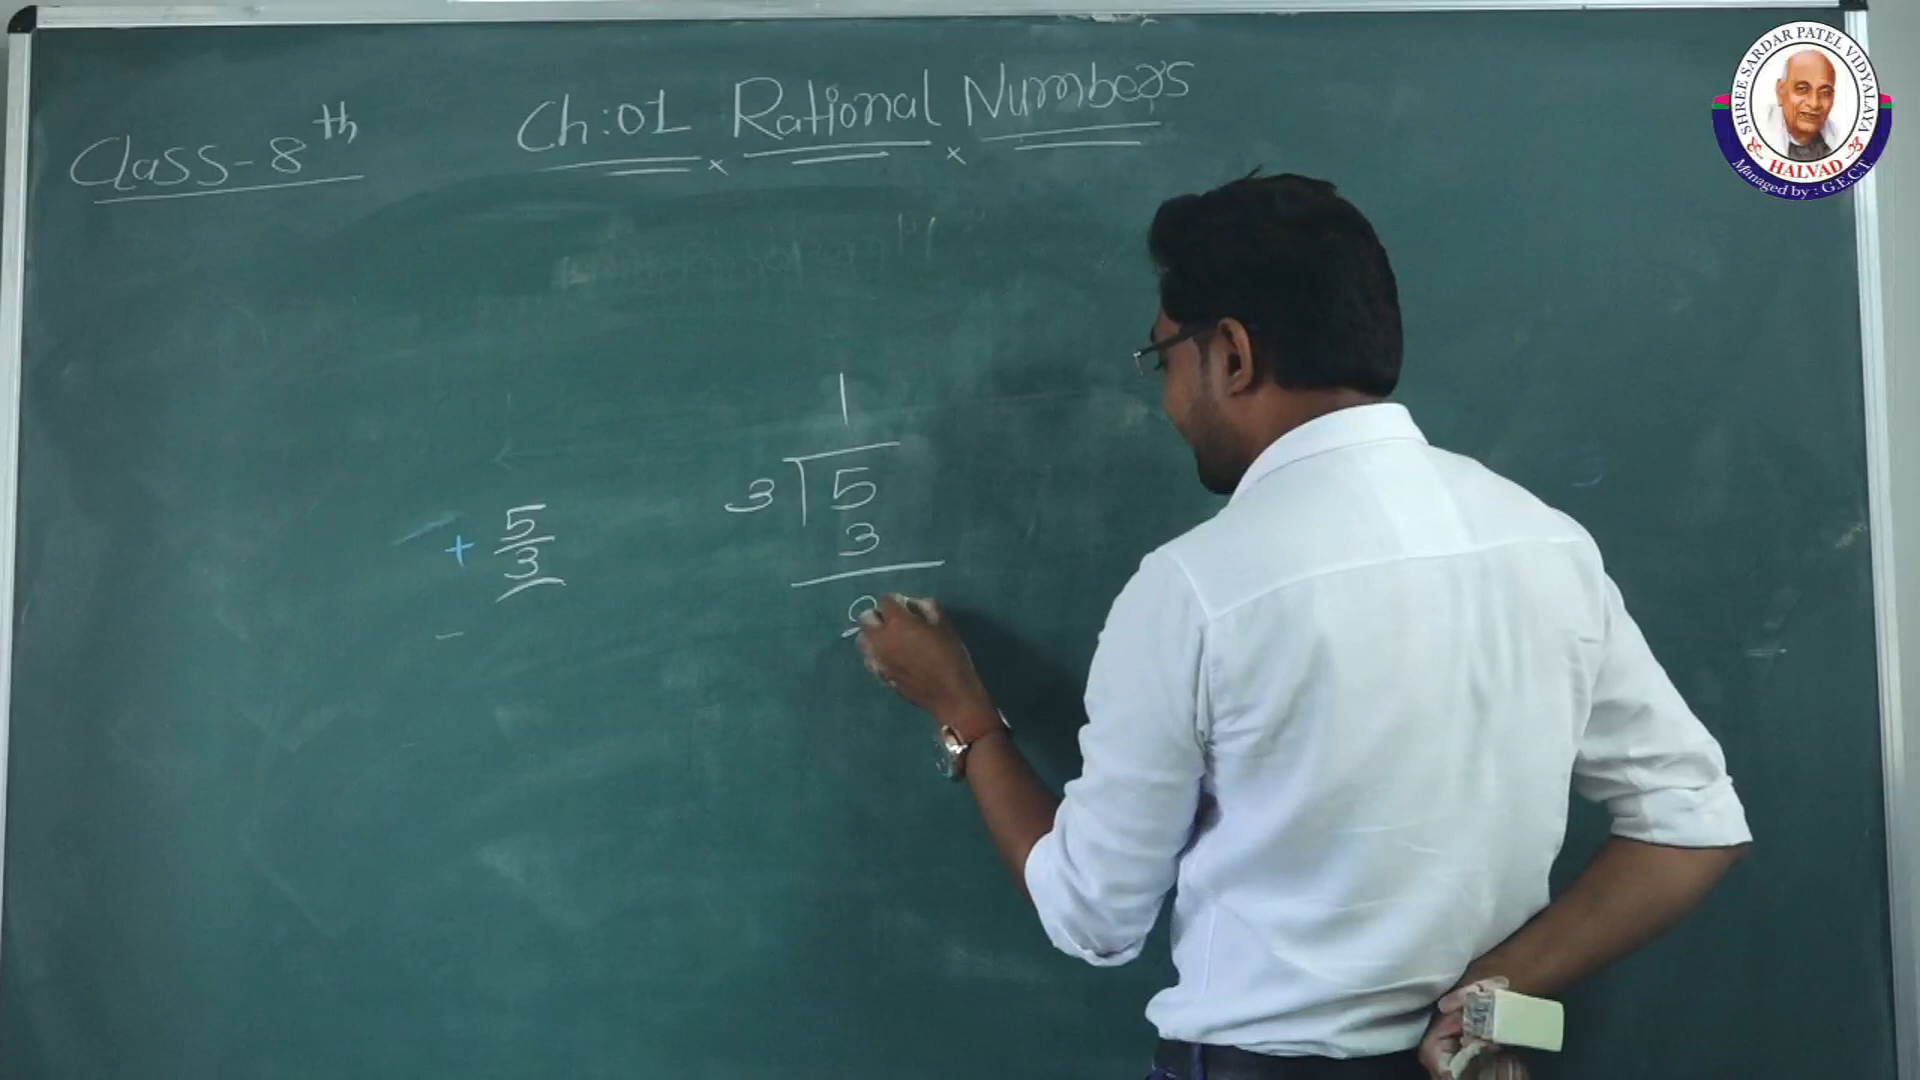 Class-8th
Ch:01 Rational Numbers
1
3 5
3
2
+ 5/3
-
SHREE SARDAR PATEL VIDYALAYA
HALVAD
Managed by : G.E.C.T.